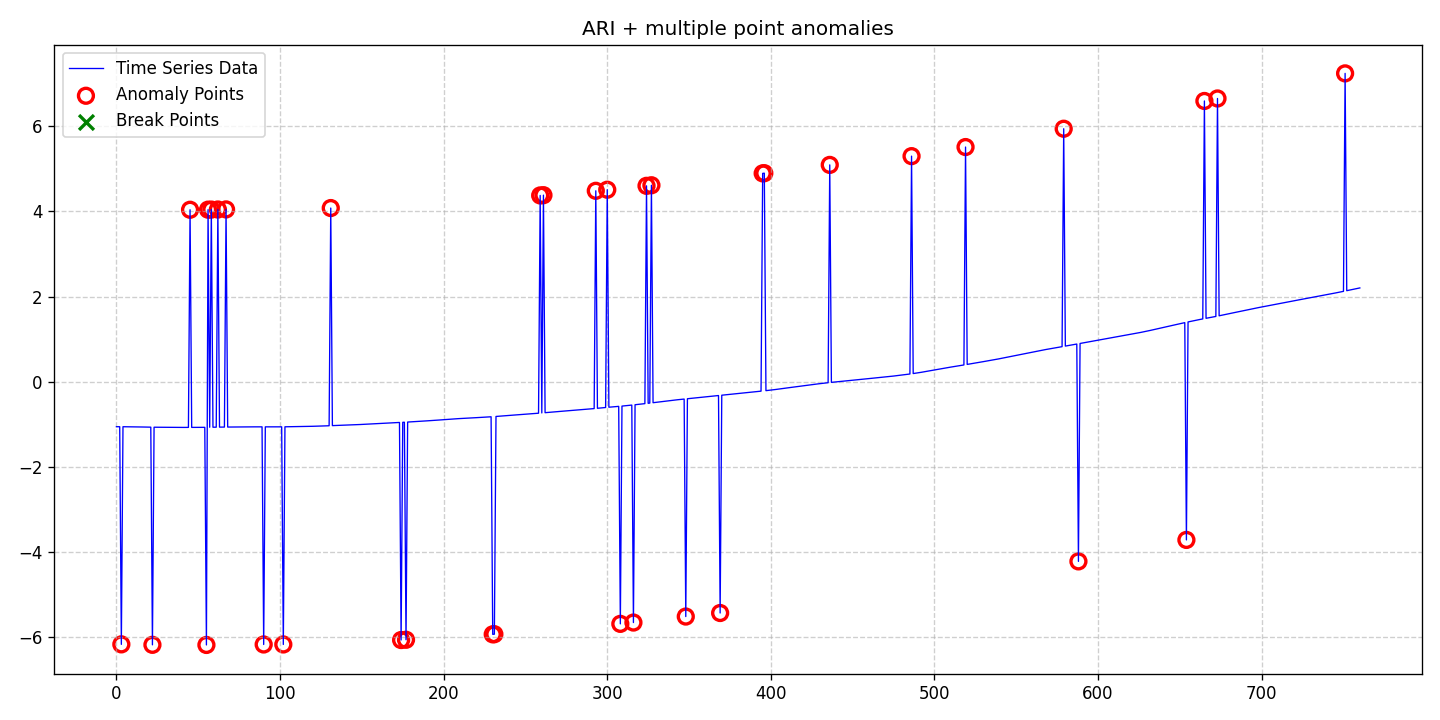 ARI + multiple point anomalies
Time Series Data
Anomaly Points
Break Points
6
4
2
0
−2
−4
−6
0 100 200 300 400 500 600 700